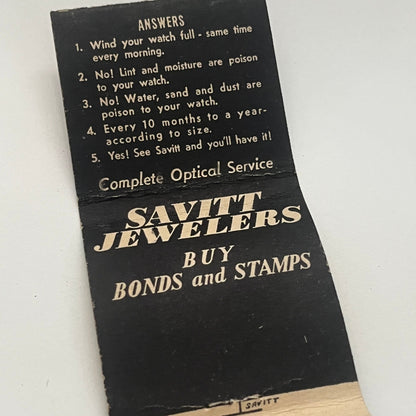 ANSWERS
1. Wind your watch full - same time
every morning.
2. No! Lint and moisture are poison
to your watch.
3. No! Water, sand and dust are
poison to your watch.
4. Every 10 months to a year-
according to size.
5. Yes! See Savitt and you'll have it!
Complete Optical Service
SAVITT
JEWELERS
BUY
BONDS and STAMPS
SAVITT